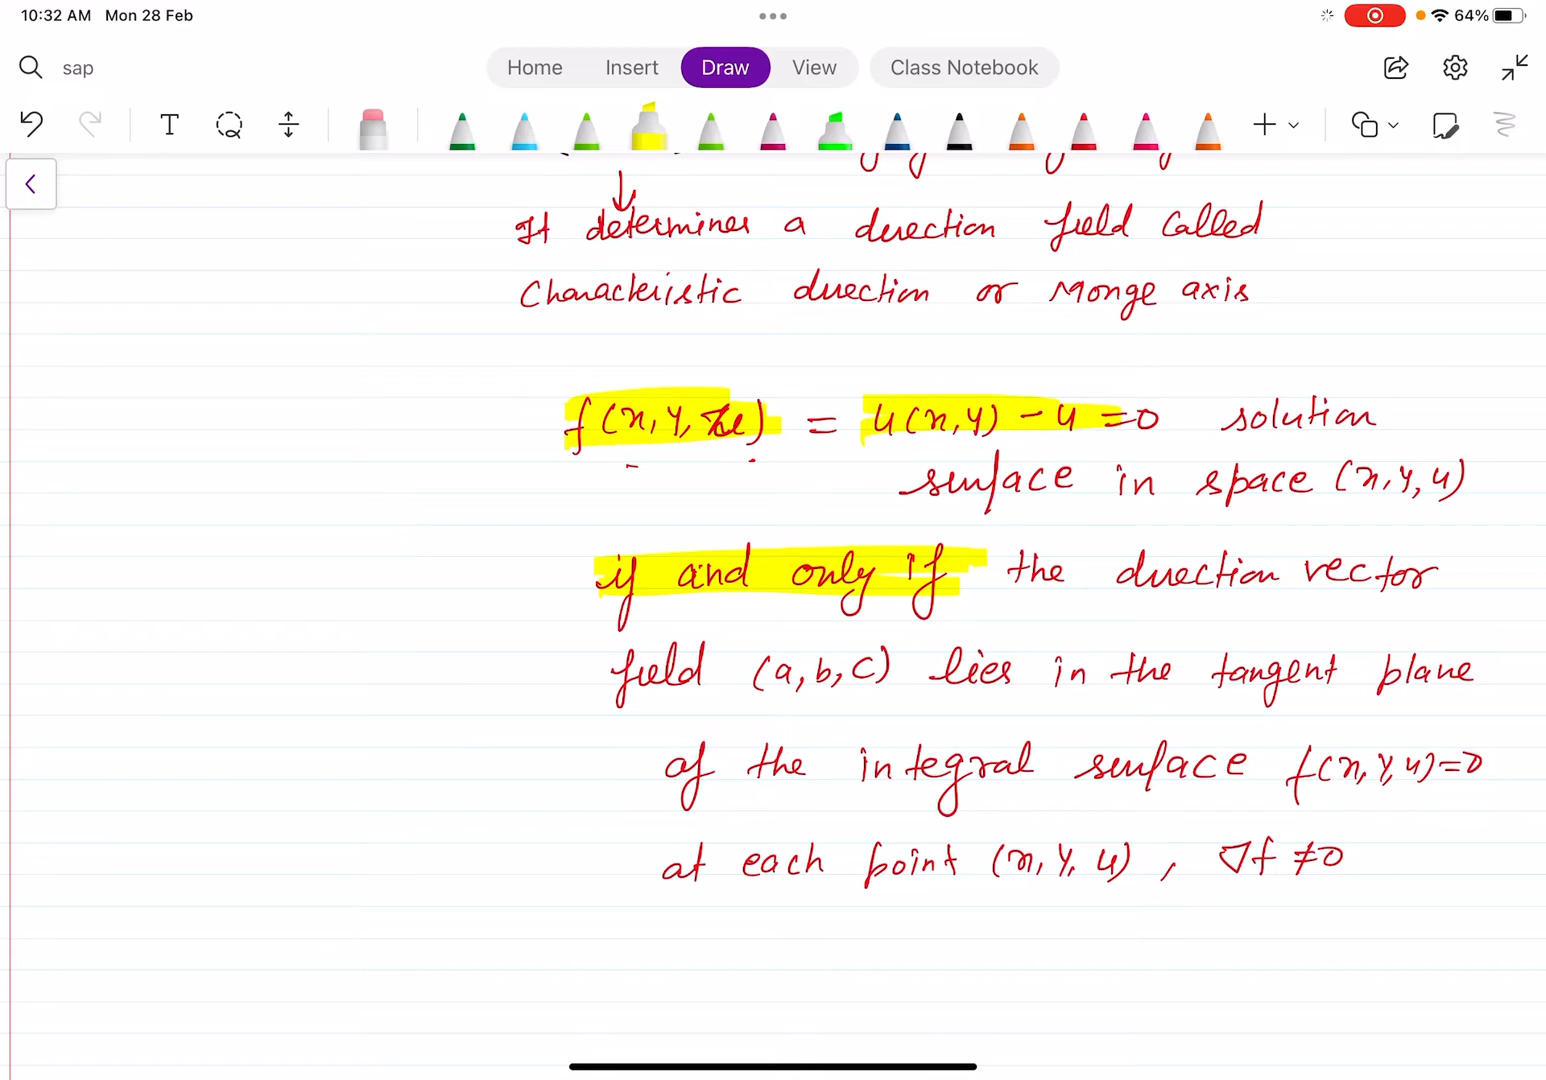 10:32 AM Mon 28 Feb
64%
sap
Home Insert Draw View Class Notebook
T
It determines a direction field called
Characteristic direction or Monge axis
f(x, y, u) = u(x, y) - u = 0 solution
surface in space (x, y, u)
if and only if the direction vector
field (a, b, c) lies in the tangent plane
of the integral surface f(x, y, u) = 0
at each point (x, y, u), ∇f ≠ 0